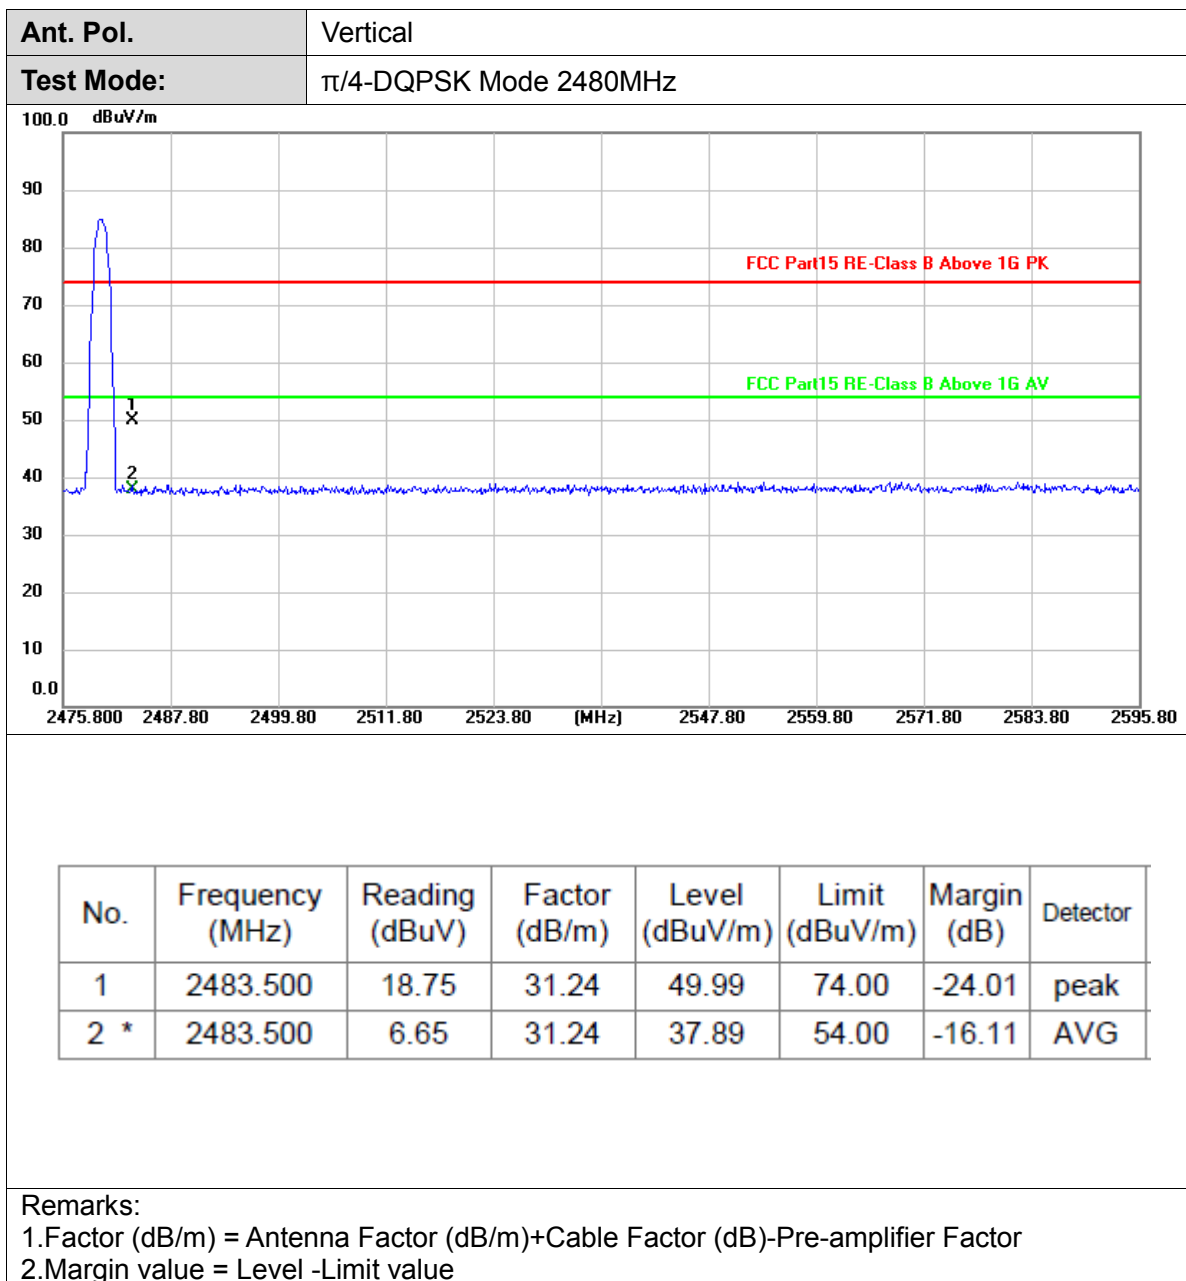 Ant. Pol. Vertical
Test Mode: π/4-DQPSK Mode 2480MHz
100.0 dBuV/m
90
80
FCC Part15 RE-Class B Above 1G PK
70
60
FCC Part15 RE-Class B Above 1G AV
1
50 X
40 2
X
30
20
10
0.0
2475.800 2487.80 2499.80 2511.80 2523.80 (MHz) 2547.80 2559.80 2571.80 2583.80 2595.80
No. Frequency (MHz) Reading (dBuV) Factor (dB/m) Level (dBuV/m) Limit (dBuV/m) Margin (dB) Detector
1 2483.500 18.75 31.24 49.99 74.00 -24.01 peak
2 * 2483.500 6.65 31.24 37.89 54.00 -16.11 AVG
Remarks:
1.Factor (dB/m) = Antenna Factor (dB/m)+Cable Factor (dB)-Pre-amplifier Factor
2.Margin value = Level -Limit value